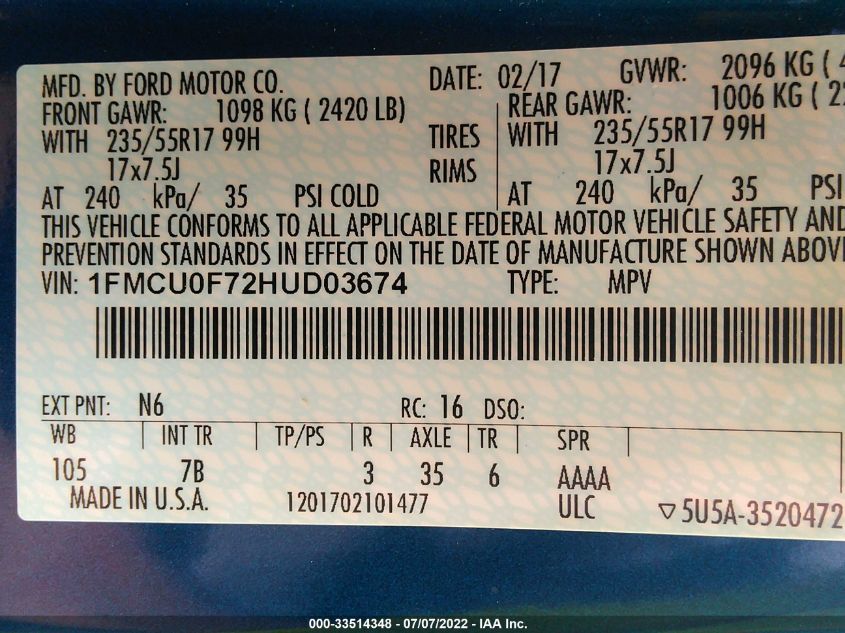 MFD. BY FORD MOTOR CO. DATE: 02/17 GVWR: 2096 KG ( 4
FRONT GAWR: 1098 KG ( 2420 LB) REAR GAWR: 1006 KG ( 22
WITH 235/55R17 99H TIRES WITH 235/55R17 99H
17x7.5J RIMS 17x7.5J
AT 240 kPa/ 35 PSI COLD AT 240 kPa/ 35 PSI
THIS VEHICLE CONFORMS TO ALL APPLICABLE FEDERAL MOTOR VEHICLE SAFETY AND
PREVENTION STANDARDS IN EFFECT ON THE DATE OF MANUFACTURE SHOWN ABOV
VIN: 1FMCU0F72HUD03674 TYPE: MPV
EXT PNT: N6 RC: 16 DSO:
WB INT TR TP/PS R AXLE TR SPR
105 7B 3 35 6 AAAA
MADE IN U.S.A. 1201702101477 ULC ▽5U5A-3520472
000-33514348 - 07/07/2022 - IAA Inc.